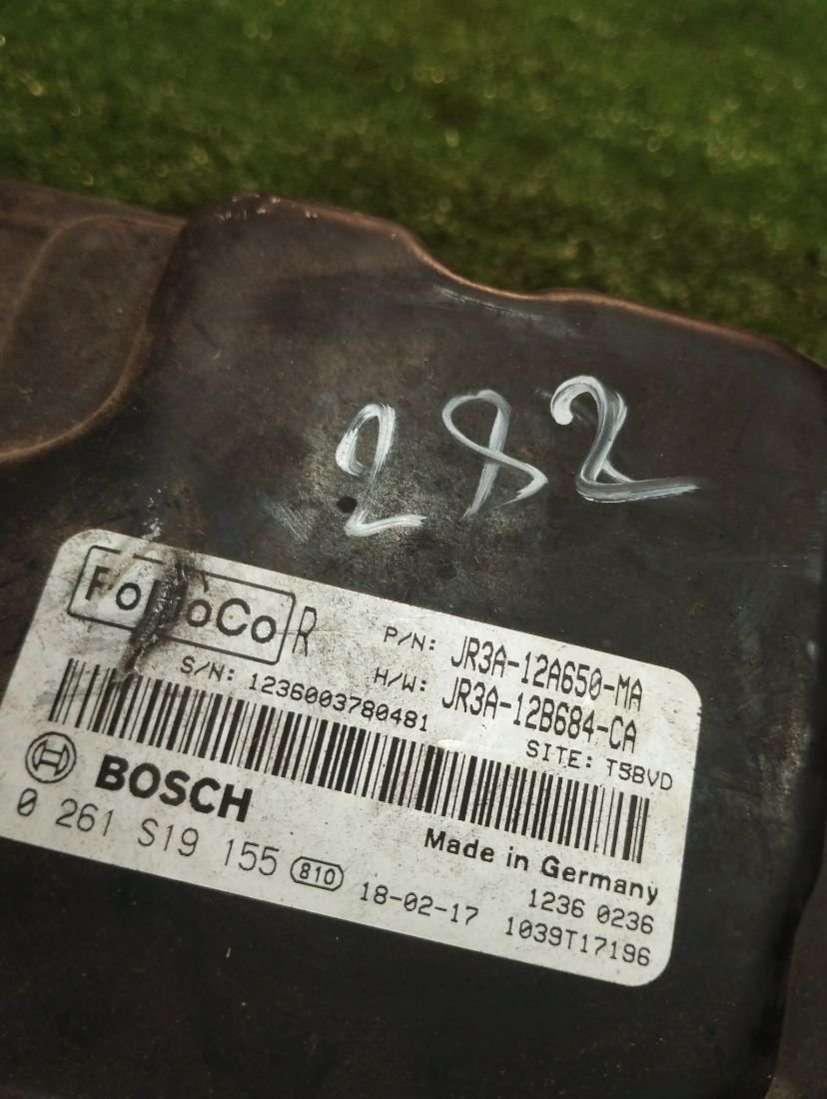 282
FoMoCo R
P/N: JR3A-12A650-MA
H/W: JR3A-12B684-CA
S/N: 1236003780481
SITE: T5BVD
BOSCH
0 261 S19 155 810 18-02-17
Made in Germany
1236 0236
1039T17196